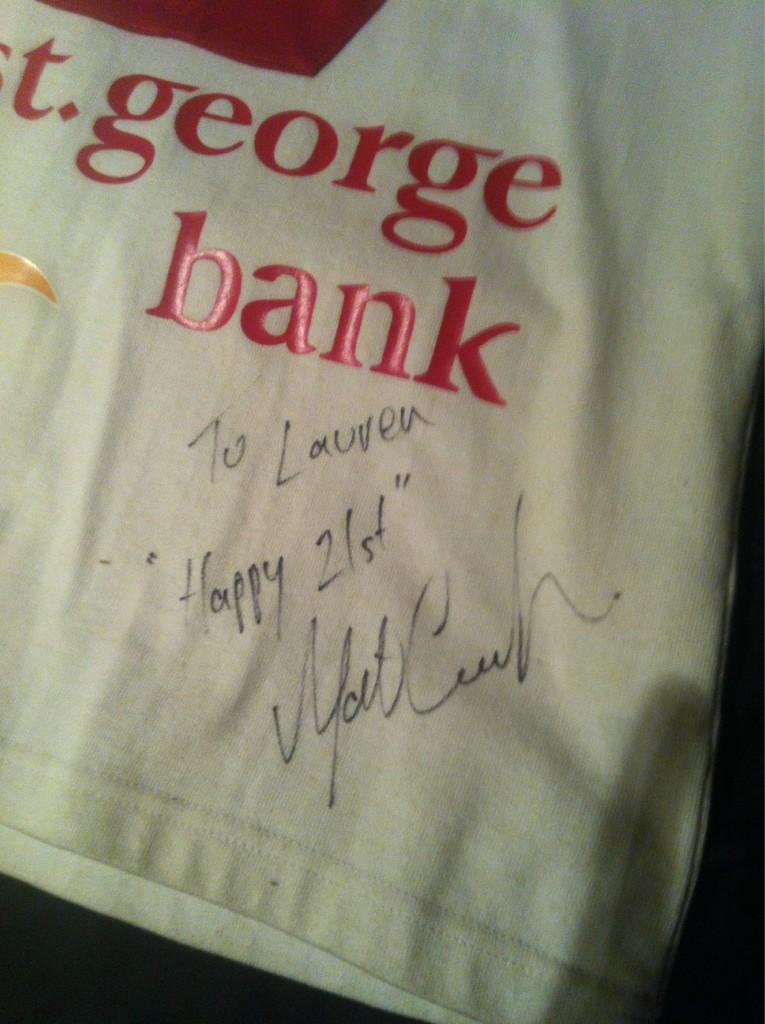 st.george
bank
To Lauren
"Happy 21st"